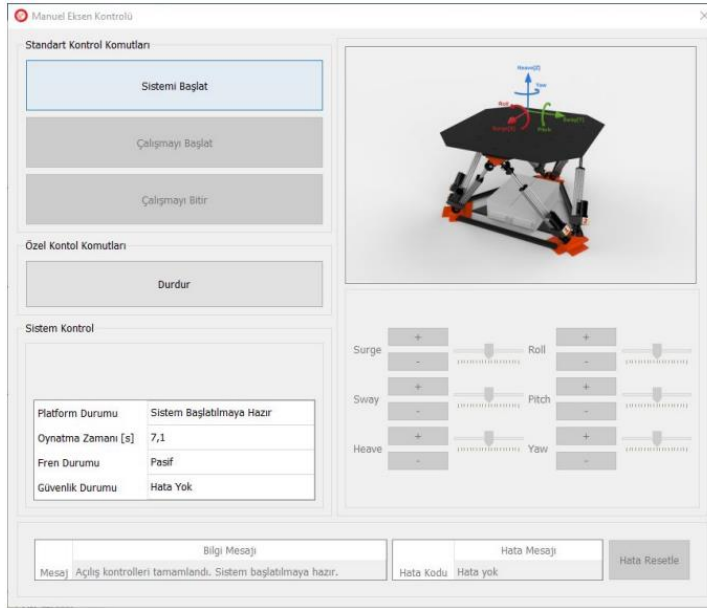 Manuel Eksen Kontrolü
Standart Kontrol Komutları
Sistemi Başlat
Çalışmayı Başlat
Çalışmayı Bitir
Özel Kontol Komutları
Durdur
Sistem Kontrol
Platform Durumu Sistem Başlatılmaya Hazır
Oynatma Zamanı [s] 7,1
Fren Durumu Pasif
Güvenlik Durumu Hata Yok
Heave[Z]
Yaw
Roll
Surge[X]
Sway[Y]
Pitch
Surge + - Roll + -
Sway + - Pitch + -
Heave + - Yaw + -
Bilgi Mesajı
Mesaj Açılış kontrolleri tamamlandı. Sistem başlatılmaya hazır.
Hata Mesajı
Hata Kodu Hata yok
Hata Resetle